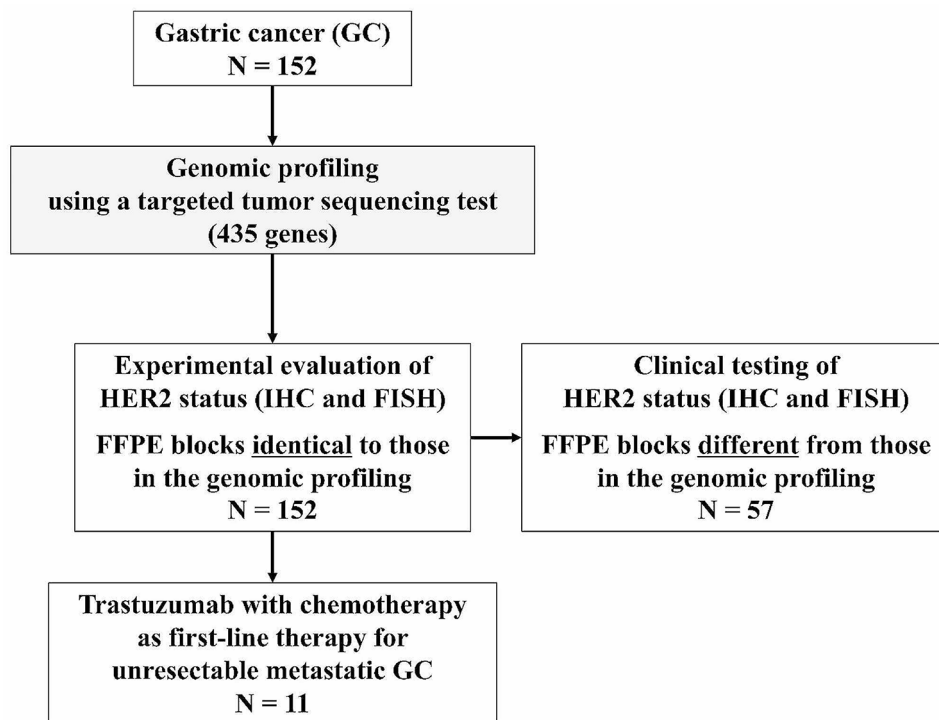 Gastric cancer (GC)
N = 152
Genomic profiling
using a targeted tumor sequencing test
(435 genes)
Experimental evaluation of
HER2 status (IHC and FISH)
FFPE blocks identical to those
in the genomic profiling
N = 152
Clinical testing of
HER2 status (IHC and FISH)
FFPE blocks different from those
in the genomic profiling
N = 57
Trastuzumab with chemotherapy
as first-line therapy for
unresectable metastatic GC
N = 11